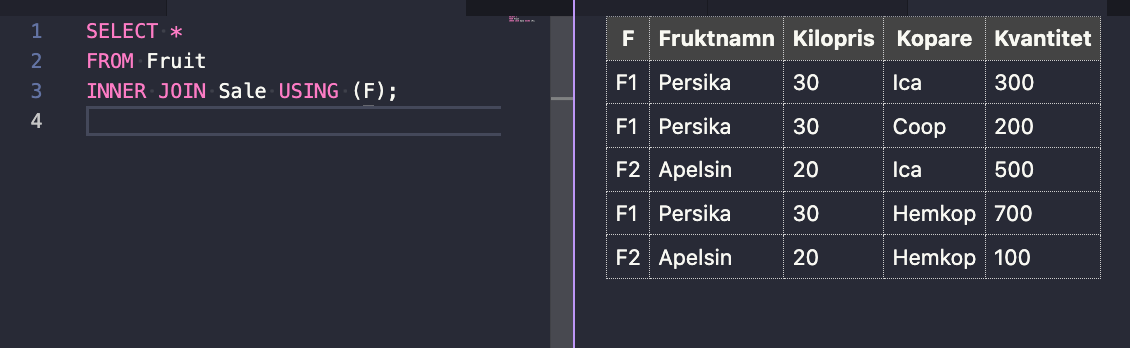 1 SELECT *
2 FROM Fruit
3 INNER JOIN Sale USING (F);
4
F Fruktnamn Kilopris Kopare Kvantitet
F1 Persika 30 Ica 300
F1 Persika 30 Coop 200
F2 Apelsin 20 Ica 500
F1 Persika 30 Hemkop 700
F2 Apelsin 20 Hemkop 100